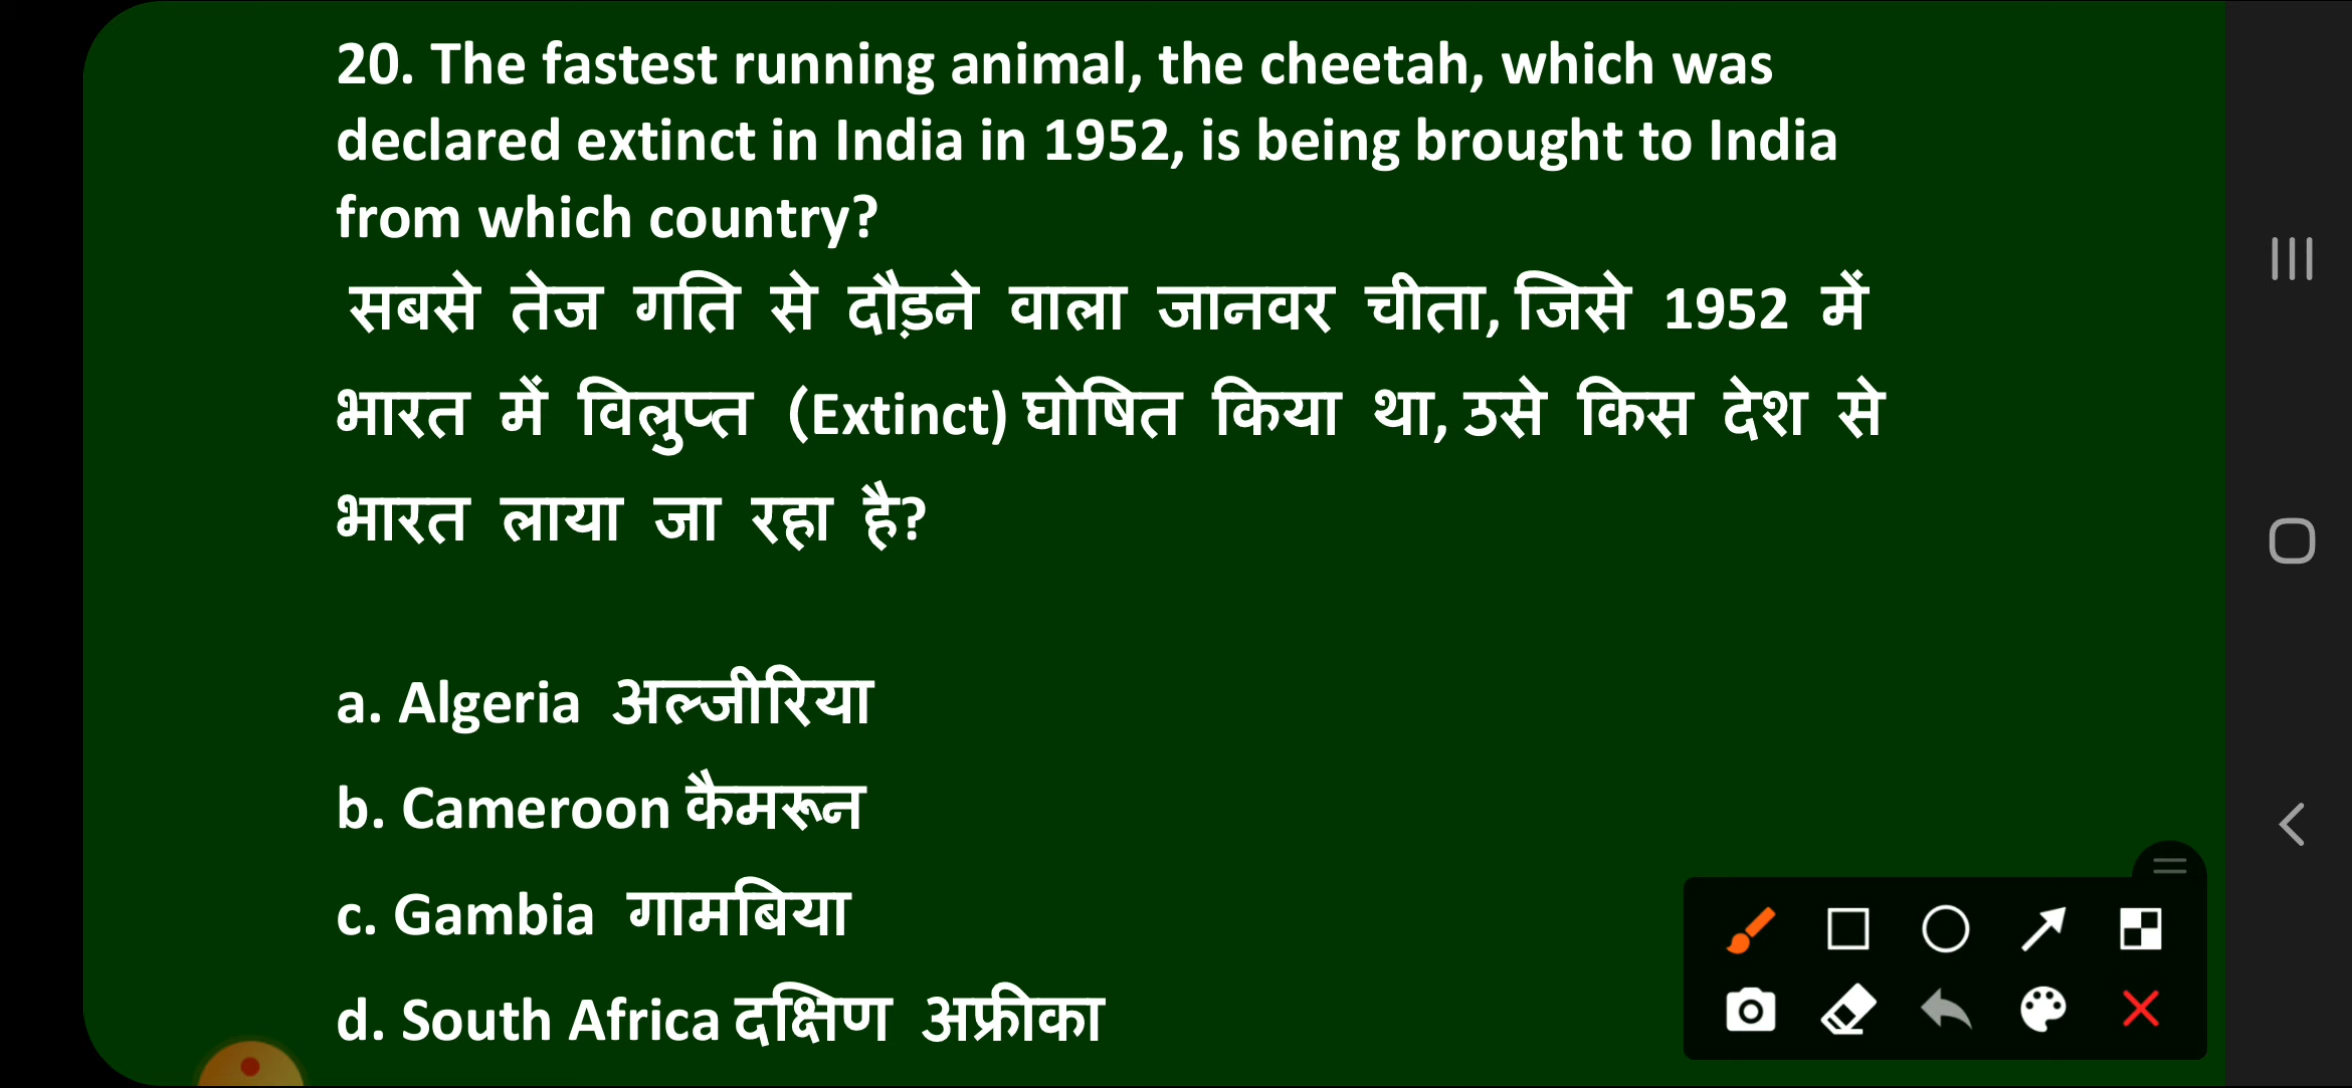 20. The fastest running animal, the cheetah, which was
declared extinct in India in 1952, is being brought to India
from which country?
सबसे तेज गति से दौड़ने वाला जानवर चीता, जिसे 1952 में
भारत में विलुप्त (Extinct) घोषित किया था, उसे किस देश से
भारत लाया जा रहा है?
a. Algeria अल्जीरिया
b. Cameroon कैमरून
c. Gambia गामबिया
d. South Africa दक्षिण अफ्रीका